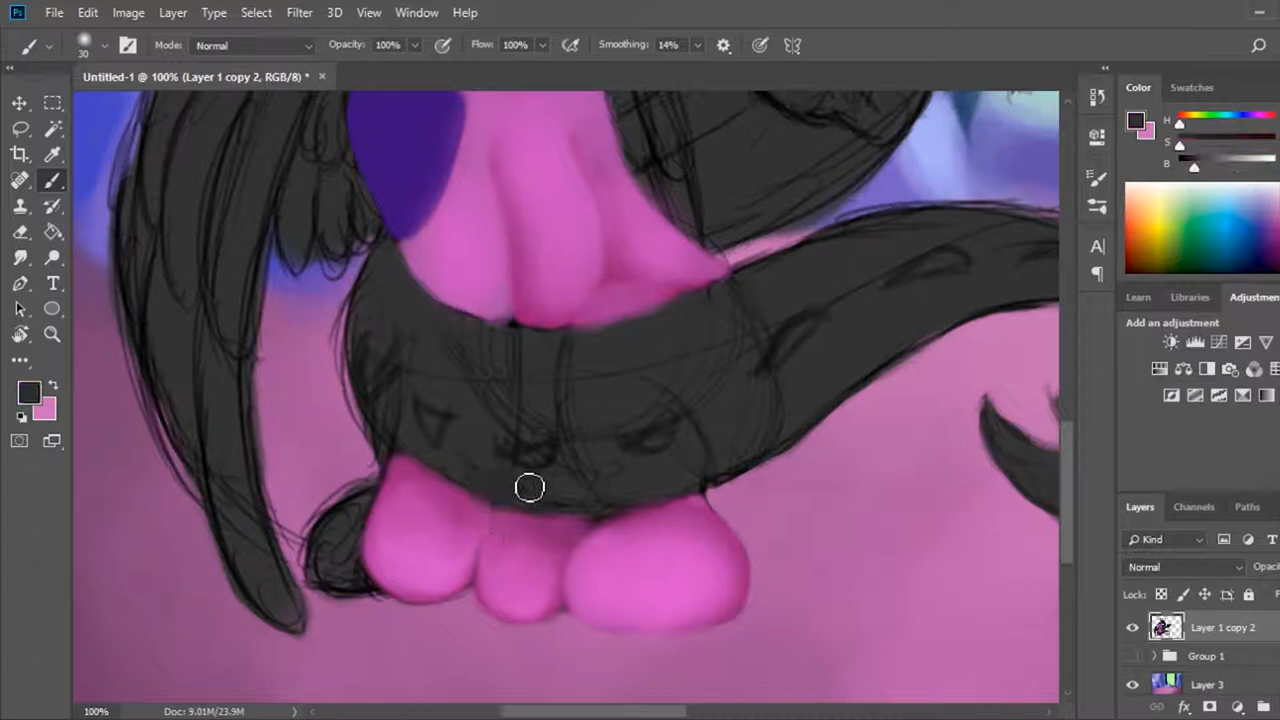 Ps File Edit Image Layer Type Select Filter 3D View Window Help
30 Mode: Normal Opacity: 100% Flow: 100% Smoothing: 14%
Untitled-1 @ 100% (Layer 1 copy 2, RGB/8) * ×
Color Swatches
H
S
B
Learn Libraries Adjustmen
Add an adjustment
Layers Channels Paths
Kind
Normal Opac
Lock:
Layer 1 copy 2
Group 1
Layer 3
100% Doc: 9.01M/23.9M